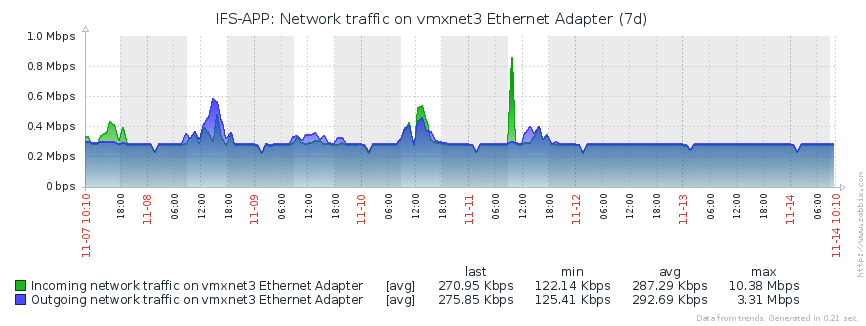 IFS-APP: Network traffic on vmxnet3 Ethernet Adapter (7d)
1.0 Mbps
0.8 Mbps
0.6 Mbps
0.4 Mbps
0.2 Mbps
0 bps
11-07 10:10 18:00 11-08 06:00 12:00 18:00 11-09 06:00 12:00 18:00 11-10 06:00 12:00 18:00 11-11 06:00 12:00 18:00 11-12 06:00 12:00 18:00 11-13 06:00 12:00 18:00 11-14 06:00 11-14 10:10
http://www.zabbix.com
last min avg max
Incoming network traffic on vmxnet3 Ethernet Adapter [avg] 270.95 Kbps 122.14 Kbps 287.29 Kbps 10.38 Mbps
Outgoing network traffic on vmxnet3 Ethernet Adapter [avg] 275.85 Kbps 125.41 Kbps 292.69 Kbps 3.31 Mbps
Data from trends. Generated in 0.21 sec.